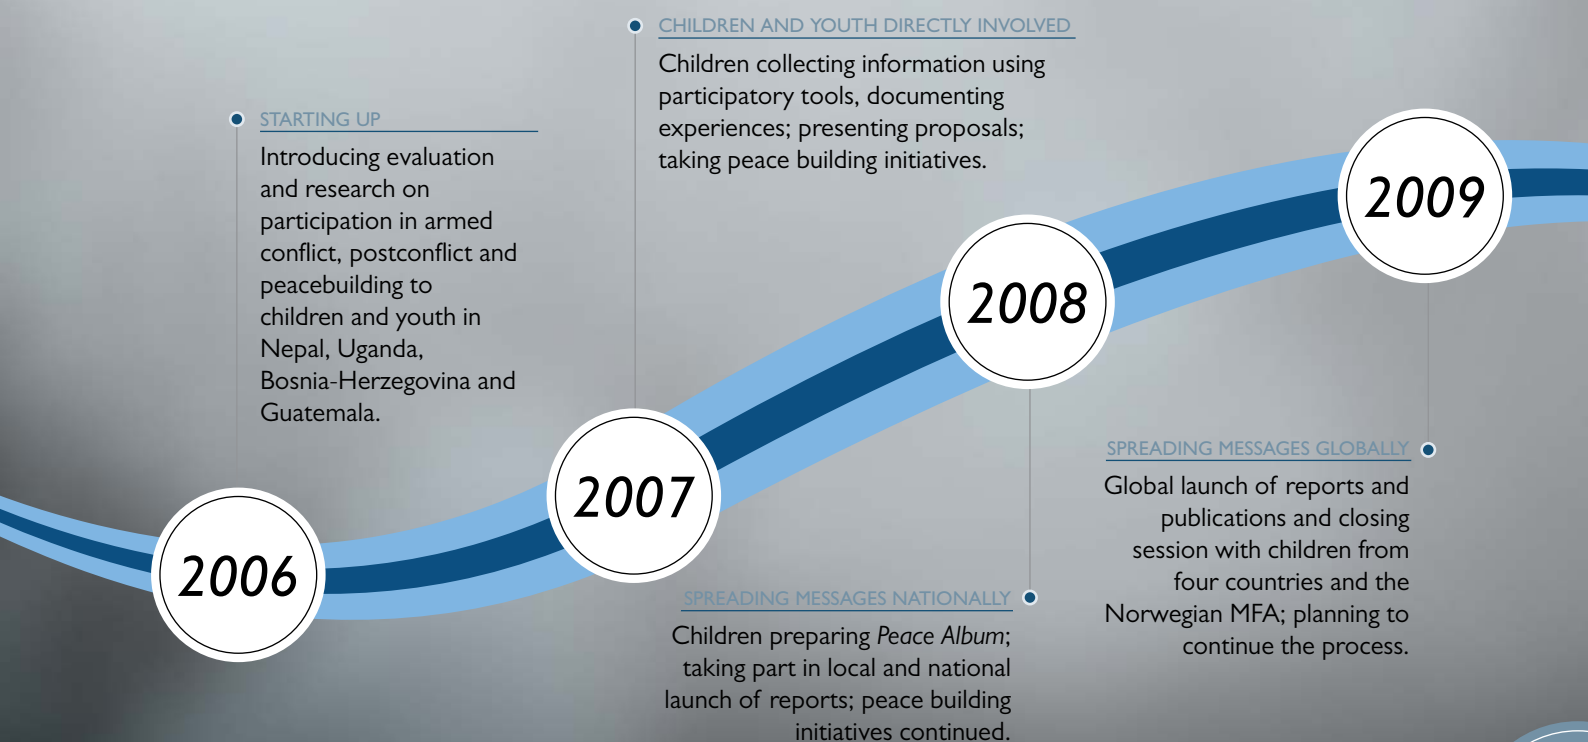 STARTING UP
Introducing evaluation
and research on
participation in armed
conflict, postconflict and
peacebuilding to
children and youth in
Nepal, Uganda,
Bosnia-Herzegovina and
Guatemala.
2006
CHILDREN AND YOUTH DIRECTLY INVOLVED
Children collecting information using
participatory tools, documenting
experiences; presenting proposals;
taking peace building initiatives.
2007
2008
SPREADING MESSAGES NATIONALLY
Children preparing Peace Album;
taking part in local and national
launch of reports; peace building
initiatives continued.
2009
SPREADING MESSAGES GLOBALLY
Global launch of reports and
publications and closing
session with children from
four countries and the
Norwegian MFA; planning to
continue the process.